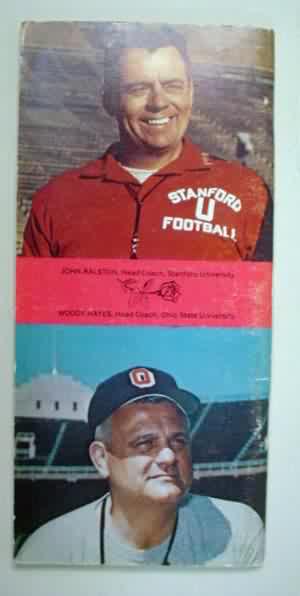 STANFORD
U
FOOTBALL
JOHN RALSTON, Head Coach, Stanford University
WOODY HAYES, Head Coach, Ohio State University
O